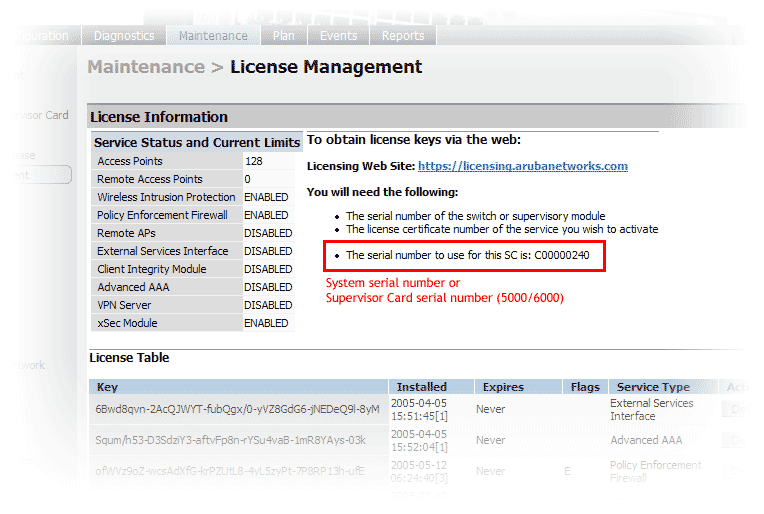 Diagnostics Maintenance Plan Events Reports
Maintenance > License Management
License Information
Service Status and Current Limits
Access Points 128
Remote Access Points 0
Wireless Intrusion Protection ENABLED
Policy Enforcement Firewall ENABLED
Remote APs DISABLED
External Services Interface DISABLED
Client Integrity Module DISABLED
Advanced AAA DISABLED
VPN Server DISABLED
xSec Module ENABLED
To obtain license keys via the web:
Licensing Web Site: https://licensing.arubanetworks.com
You will need the following:
• The serial number of the switch or supervisory module
• The license certificate number of the service you wish to activate
• The serial number to use for this SC is: C00000240
System serial number or
Supervisor Card serial number (5000/6000)
License Table
Key Installed Expires Flags Service Type
6Bwd8qvn-2AcQJWYT-fubQgx/0-yVZ8GdG6-jNEDeQ9l-8yM 2005-04-05 15:51:45[1] Never External Services Interface
Squm/h53-D3SdziY3-aftvFp8n-rYSu4vaB-1mR8YAys-03k 2005-04-05 15:52:04[1] Never Advanced AAA
ofWVz9oZ-wcsAdXfG-krPZUtL8-4yL5zyPt-7P8RP13h-ufE 2005-05-12 06:24:40[3] Never E Policy Enforcement Firewall